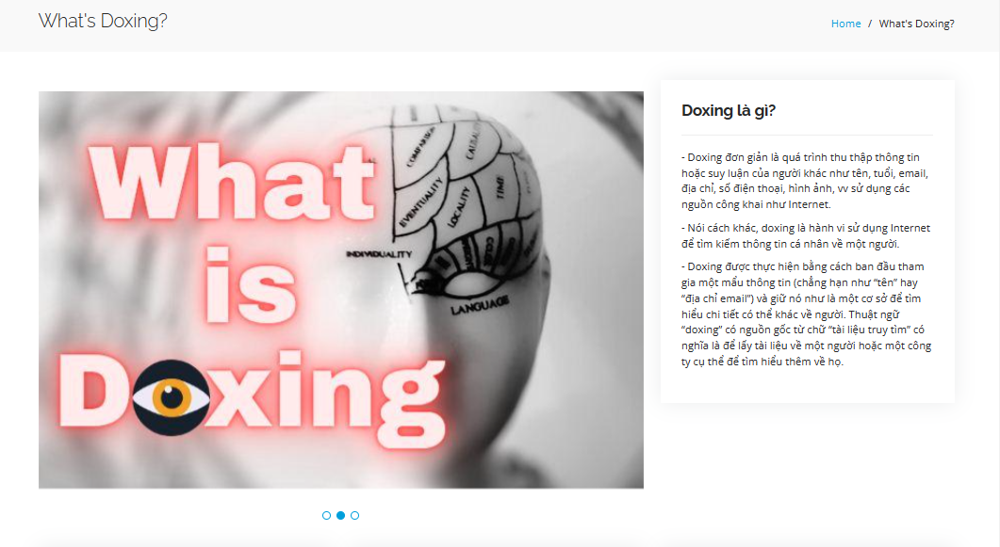 What's Doxing?
Home / What's Doxing?
What
is
Doxing
COMPARISON
CAUSALITY
EVENTUALITY
LOCALITY
TIME
INDIVIDUALITY
LANGUAGE
Doxing là gì?
- Doxing đơn giản là quá trình thu thập thông tin
hoặc suy luận của người khác như tên, tuổi, email,
địa chỉ, số điện thoại, hình ảnh, vv sử dụng các
nguồn công khai như Internet.
- Nói cách khác, doxing là hành vi sử dụng Internet
để tìm kiếm thông tin cá nhân về một người.
- Doxing được thực hiện bằng cách ban đầu tham
gia một mẩu thông tin (chẳng hạn như “tên” hay
“địa chỉ email”) và giữ nó như là một cơ sở để tìm
hiểu chi tiết có thể khác về người. Thuật ngữ
“doxing” có nguồn gốc từ chữ “tài liệu truy tìm” có
nghĩa là để lấy tài liệu về một người hoặc một công
ty cụ thể để tìm hiểu thêm về họ.